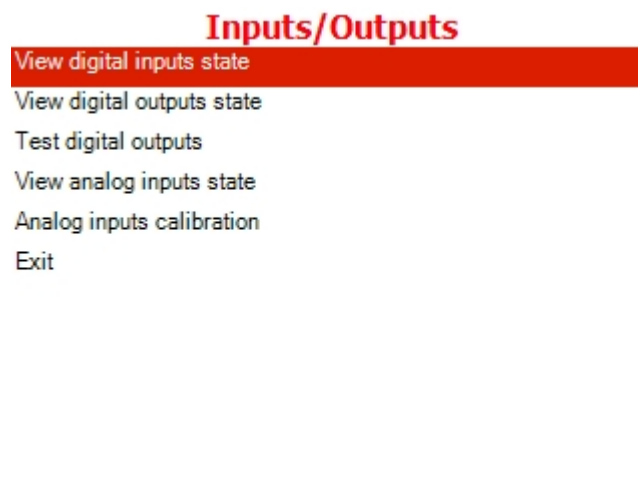 Inputs/Outputs
View digital inputs state
View digital outputs state
Test digital outputs
View analog inputs state
Analog inputs calibration
Exit